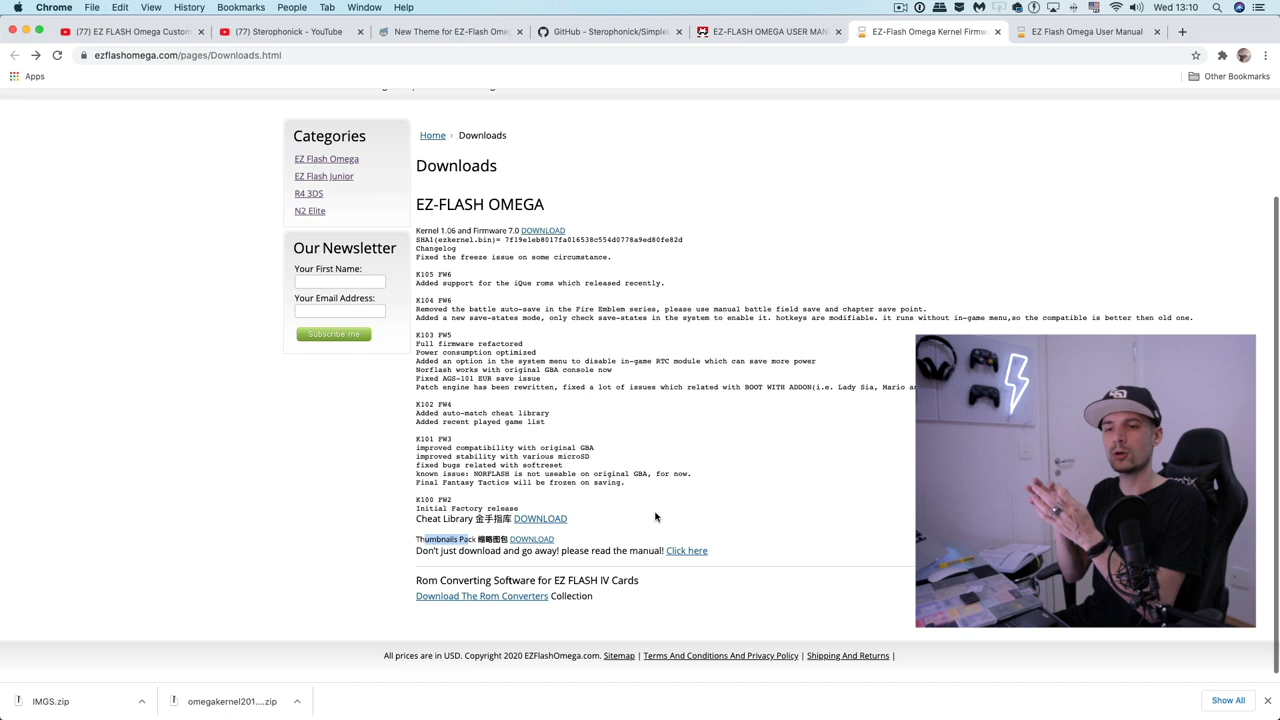 Chrome File Edit View History Bookmarks People Tab Window Help Wed 13:10
(77) EZ FLASH Omega Custom (77) Sterophonick - YouTube New Theme for EZ-Flash Ome GitHub - Sterophonick/Simplel EZ-FLASH OMEGA USER MAN EZ-Flash Omega Kernel Firmw EZ Flash Omega User Manual
ezflashomega.com/pages/Downloads.html
Apps Other Bookmarks
Categories
EZ Flash Omega
EZ Flash Junior
R4 3DS
N2 Elite
Our Newsletter
Your First Name:
Your Email Address:
Subscribe me
Home › Downloads
Downloads
EZ-FLASH OMEGA
Kernel 1.06 and Firmware 7.0 DOWNLOAD
SHA1(ezkernel.bin)= 7f19e1eb8017fa016538c554d0778a9ed80fe82d
Changelog
Fixed the freeze issue on some circumstance.
K105 FW6
Added support for the iQue roms which released recently.
K104 FW6
Removed the battle auto-save in the Fire Emblem series, please use manual battle field save and chapter save point.
Added a new save-states mode, only check save-states in the system to enable it. hotkeys are modifiable. it runs without in-game menu,so the compatible is better then old one.
K103 FW5
Full firmware refactored
Power consumption optimized
Added an option in the system menu to disable in-game RTC module which can save more power
Norflash works with original GBA console now
Fixed AGS-101 EUR save issue
Patch engine has been rewritten, fixed a lot of issues which related with BOOT WITH ADDON(i.e. Lady Sia, Mario an
K102 FW4
Added auto-match cheat library
Added recent played game list
K101 FW3
improved compatibility with original GBA
improved stability with various microSD
fixed bugs related with softreset
known issue: NORFLASH is not useable on original GBA, for now.
Final Fantasy Tactics will be frozen on saving.
K100 FW2
Initial Factory release
Cheat Library 金手指库 DOWNLOAD
Thumbnails Pack 缩略图包 DOWNLOAD
Don't just download and go away! please read the manual! Click here
Rom Converting Software for EZ FLASH IV Cards
Download The Rom Converters Collection
All prices are in USD. Copyright 2020 EZFlashOmega.com. Sitemap | Terms And Conditions And Privacy Policy | Shipping And Returns |
IMGS.zip omegakernel201....zip Show All